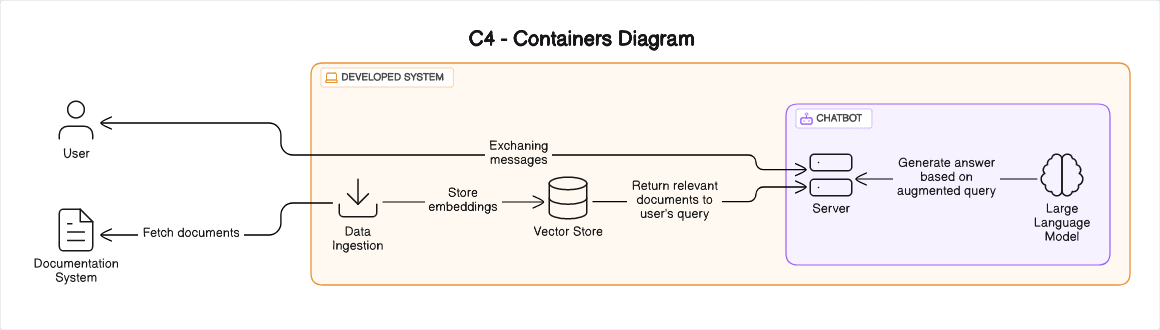 C4 - Containers Diagram
DEVELOPED SYSTEM
CHATBOT
User
Exchaning
messages
Generate answer
based on
augmented query
Store
embeddings
Return relevant
documents to
user's query
Server
Large
Language
Model
Fetch documents
Data
Ingestion
Vector Store
Documentation
System